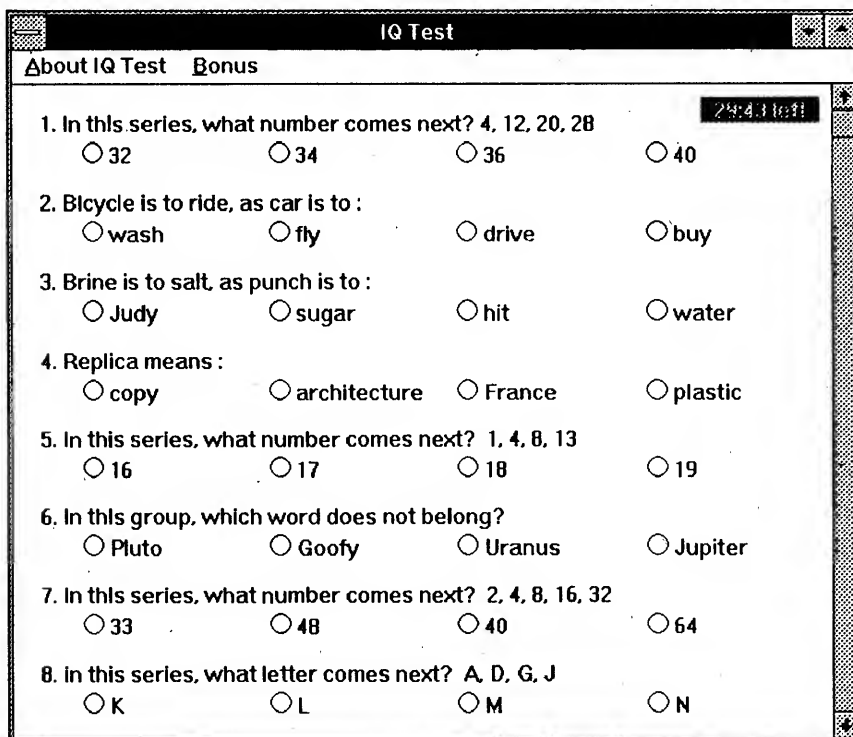 IQ Test
About IQ Test Bonus
29:43 left!
1. In this series, what number comes next? 4, 12, 20, 28
32 34 36 40
2. Bicycle is to ride, as car is to :
wash fly drive buy
3. Brine is to salt, as punch is to :
Judy sugar hit water
4. Replica means :
copy architecture France plastic
5. In this series, what number comes next? 1, 4, 8, 13
16 17 18 19
6. In this group, which word does not belong?
Pluto Goofy Uranus Jupiter
7. In this series, what number comes next? 2, 4, 8, 16, 32
33 48 40 64
8. in this series, what letter comes next? A, D, G, J
K L M N